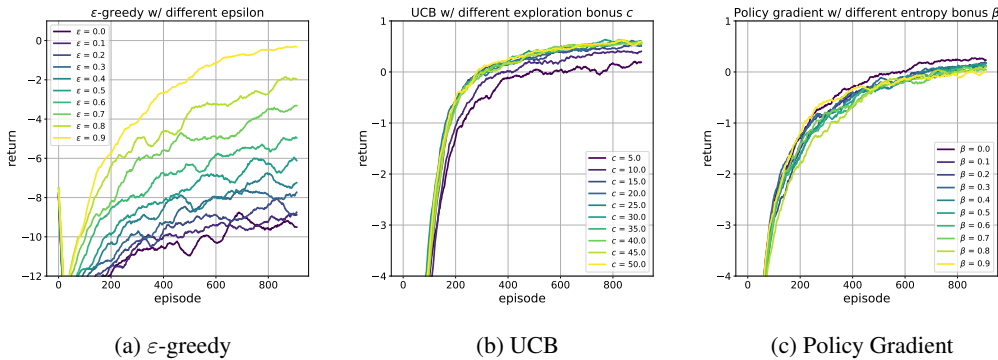 ε-greedy w/ different epsilon
0
−2
−4
−6
−8
−10
−12
return
0
200
400
600
800
episode
ε = 0.0
ε = 0.1
ε = 0.2
ε = 0.3
ε = 0.4
ε = 0.5
ε = 0.6
ε = 0.7
ε = 0.8
ε = 0.9
(a) ε-greedy
UCB w/ different exploration bonus c
1
0
−1
−2
−3
−4
return
0
200
400
600
800
episode
c = 5.0
c = 10.0
c = 15.0
c = 20.0
c = 25.0
c = 30.0
c = 35.0
c = 40.0
c = 45.0
c = 50.0
(b) UCB
Policy gradient w/ different entropy bonus β
1
0
−1
−2
−3
−4
return
0
200
400
600
800
episode
β = 0.0
β = 0.1
β = 0.2
β = 0.3
β = 0.4
β = 0.5
β = 0.6
β = 0.7
β = 0.8
β = 0.9
(c) Policy Gradient